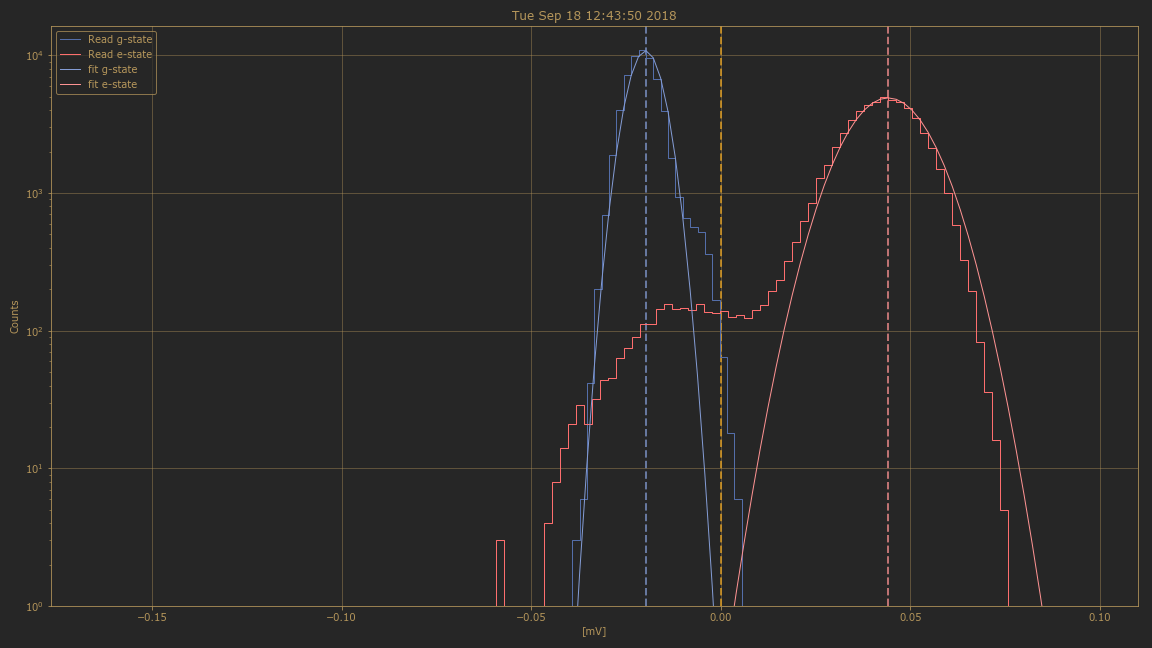 Tue Sep 18 12:43:50 2018
Read g-state
Read e-state
fit g-state
fit e-state
10⁴
10³
10²
10¹
10⁰
Counts
−0.15 −0.10 −0.05 0.00 0.05 0.10
[mV]